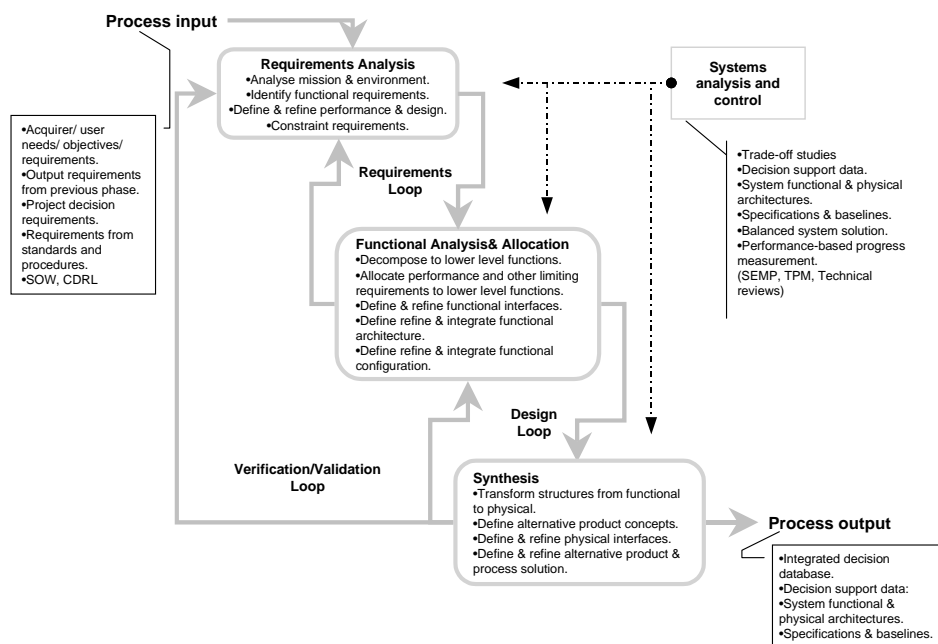 Process input
Requirements Analysis
•Analyse mission & environment.
•Identify functional requirements.
•Define & refine performance & design.
•Constraint requirements.
Systems
analysis and
control
•Acquirer/ user
needs/ objectives/
requirements.
•Output requirements
from previous phase.
•Project decision
requirements.
•Requirements from
standards and
procedures.
•SOW, CDRL
Requirements
Loop
•Trade-off studies
•Decision support data.
•System functional & physical
architectures.
•Specifications & baselines.
•Balanced system solution.
•Performance-based progress
measurement.
(SEMP, TPM, Technical
reviews)
Functional Analysis& Allocation
•Decompose to lower level functions.
•Allocate performance and other limiting
requirements to lower level functions.
•Define & refine functional interfaces.
•Define refine & integrate functional
architecture.
•Define refine & integrate functional
configuration.
Design
Loop
Verification/Validation
Loop
Synthesis
•Transform structures from functional
to physical.
•Define alternative product concepts.
•Define & refine physical interfaces.
•Define & refine alternative product &
process solution.
Process output
•Integrated decision
database.
•Decision support data:
•System functional &
physical architectures.
•Specifications & baselines.